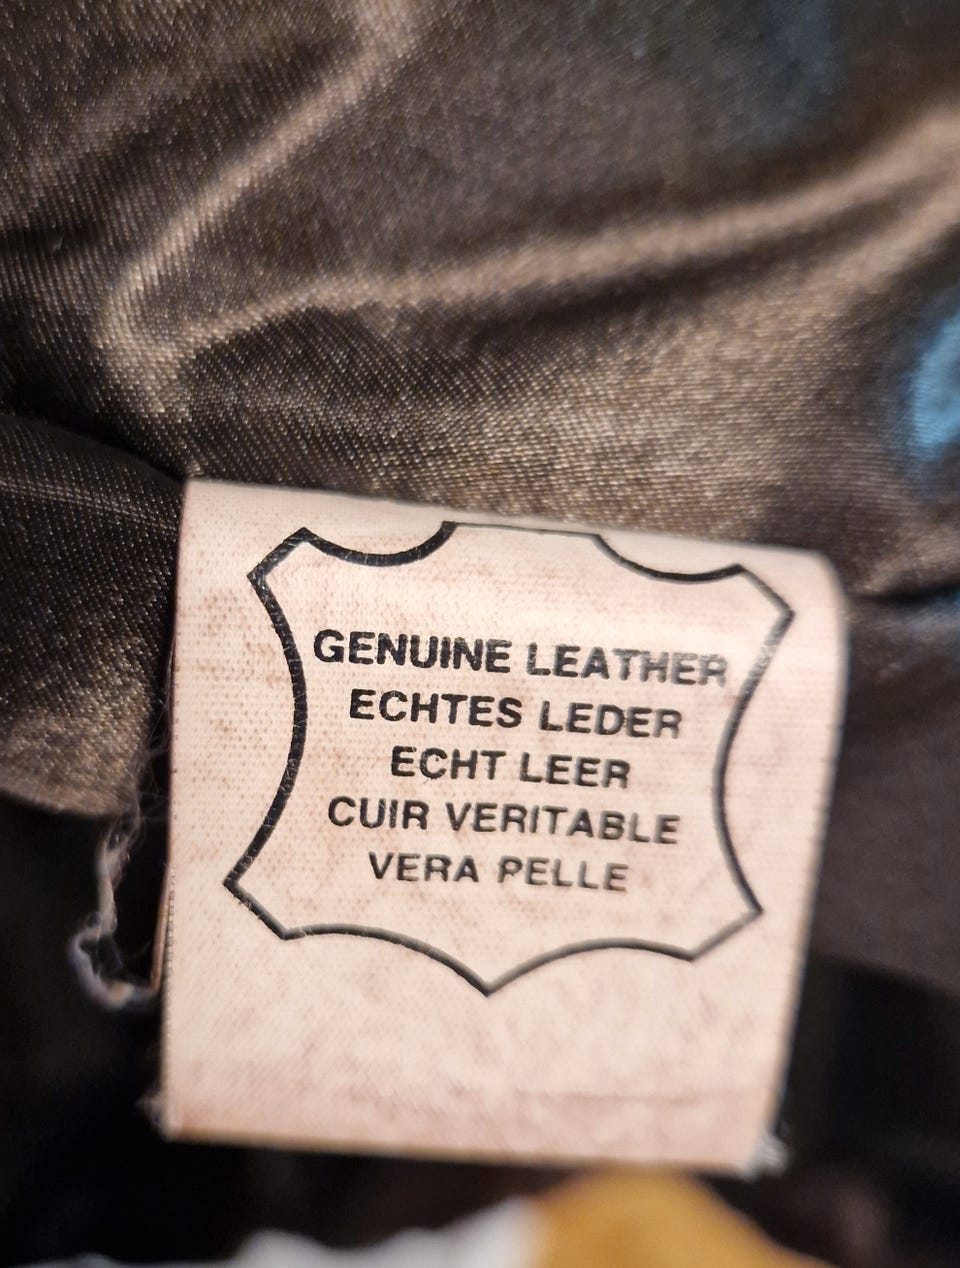 GENUINE LEATHER
ECHTES LEDER
ECHT LEER
CUIR VERITABLE
VERA PELLE